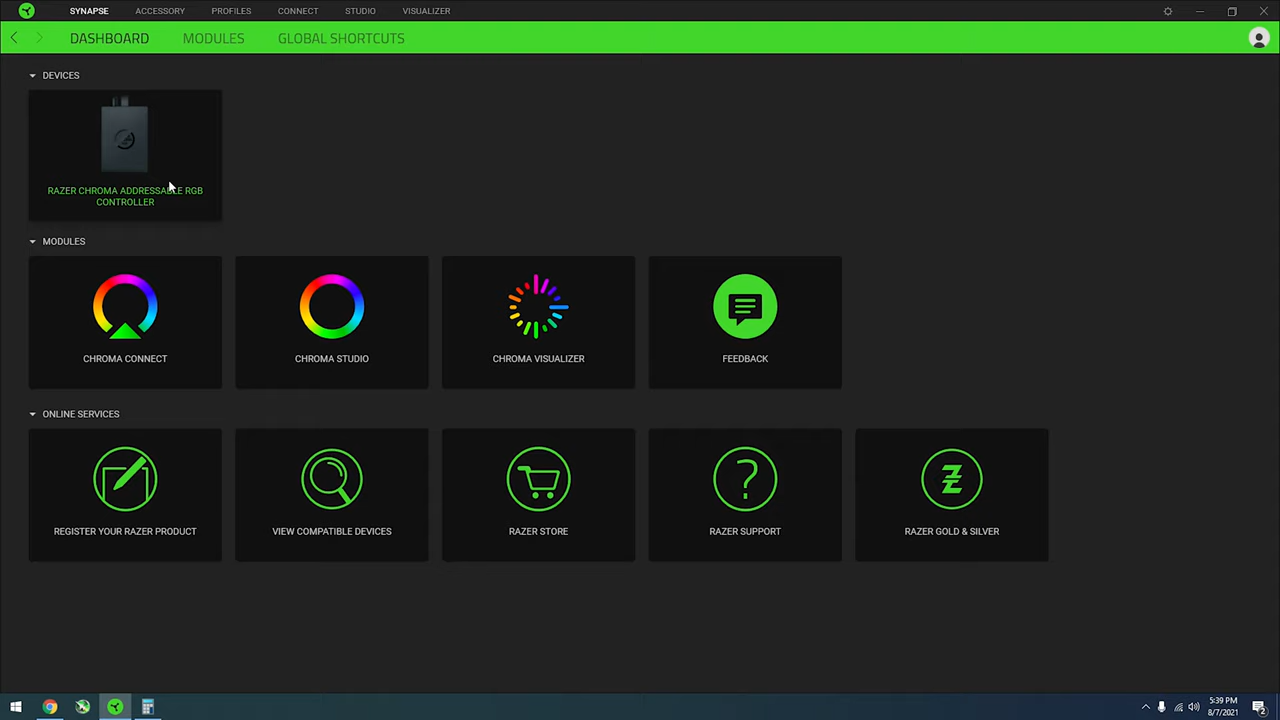 SYNAPSE ACCESSORY PROFILES CONNECT STUDIO VISUALIZER
DASHBOARD MODULES GLOBAL SHORTCUTS
DEVICES
RAZER CHROMA ADDRESSABLE RGB
CONTROLLER
MODULES
CHROMA CONNECT CHROMA STUDIO CHROMA VISUALIZER FEEDBACK
ONLINE SERVICES
REGISTER YOUR RAZER PRODUCT VIEW COMPATIBLE DEVICES RAZER STORE RAZER SUPPORT RAZER GOLD & SILVER
5:39 PM
8/7/2021
2